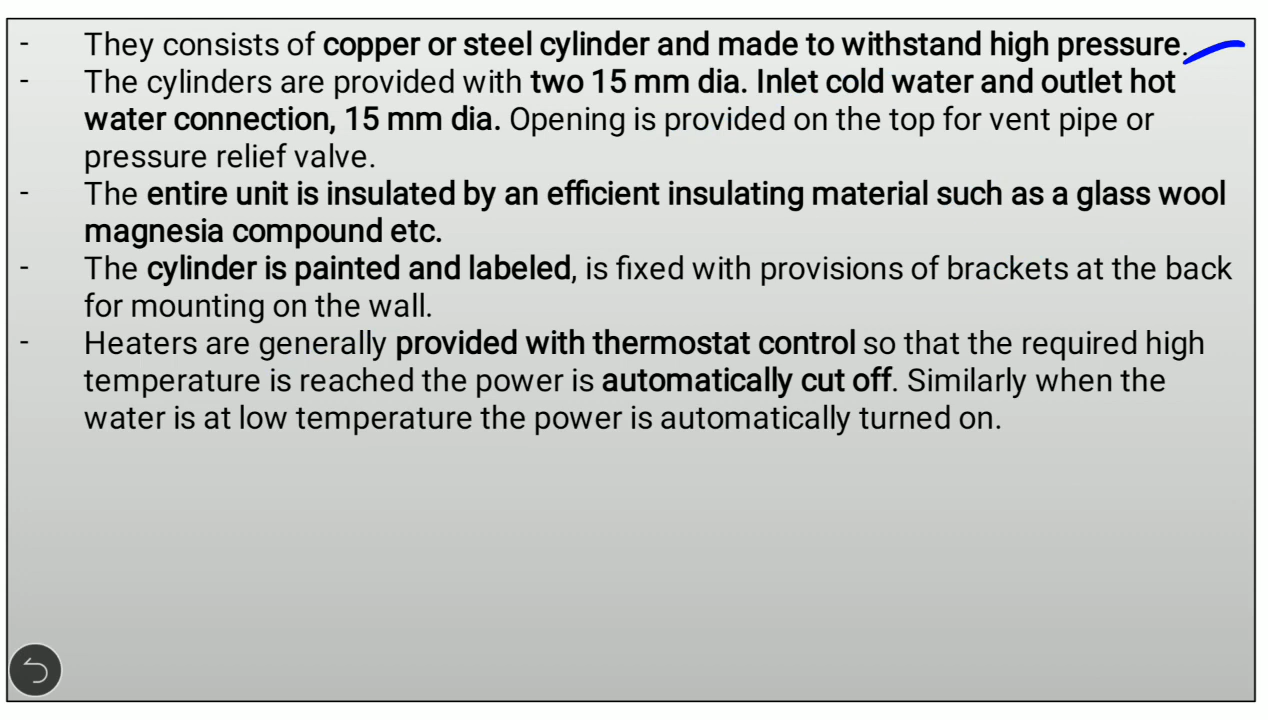 - They consists of copper or steel cylinder and made to withstand high pressure.
- The cylinders are provided with two 15 mm dia. Inlet cold water and outlet hot
water connection, 15 mm dia. Opening is provided on the top for vent pipe or
pressure relief valve.
- The entire unit is insulated by an efficient insulating material such as a glass wool
magnesia compound etc.
- The cylinder is painted and labeled, is fixed with provisions of brackets at the back
for mounting on the wall.
- Heaters are generally provided with thermostat control so that the required high
temperature is reached the power is automatically cut off. Similarly when the
water is at low temperature the power is automatically turned on.